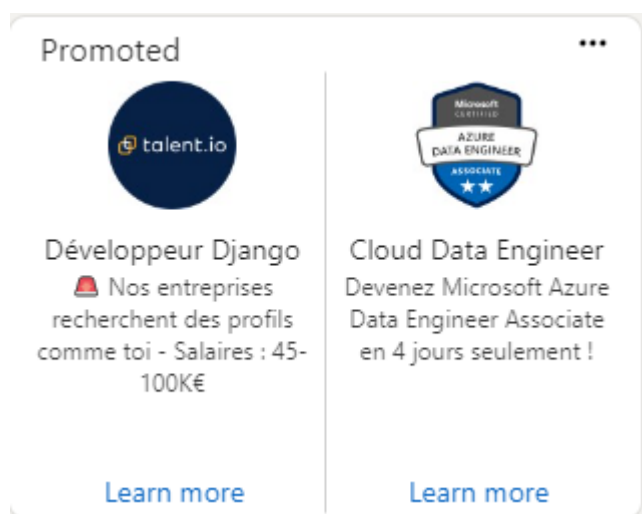 Promoted
talent.io
Développeur Django
🚨 Nos entreprises
recherchent des profils
comme toi - Salaires : 45-
100K€
Learn more
Microsoft
CERTIFIED
AZURE
DATA ENGINEER
ASSOCIATE
Cloud Data Engineer
Devenez Microsoft Azure
Data Engineer Associate
en 4 jours seulement !
Learn more